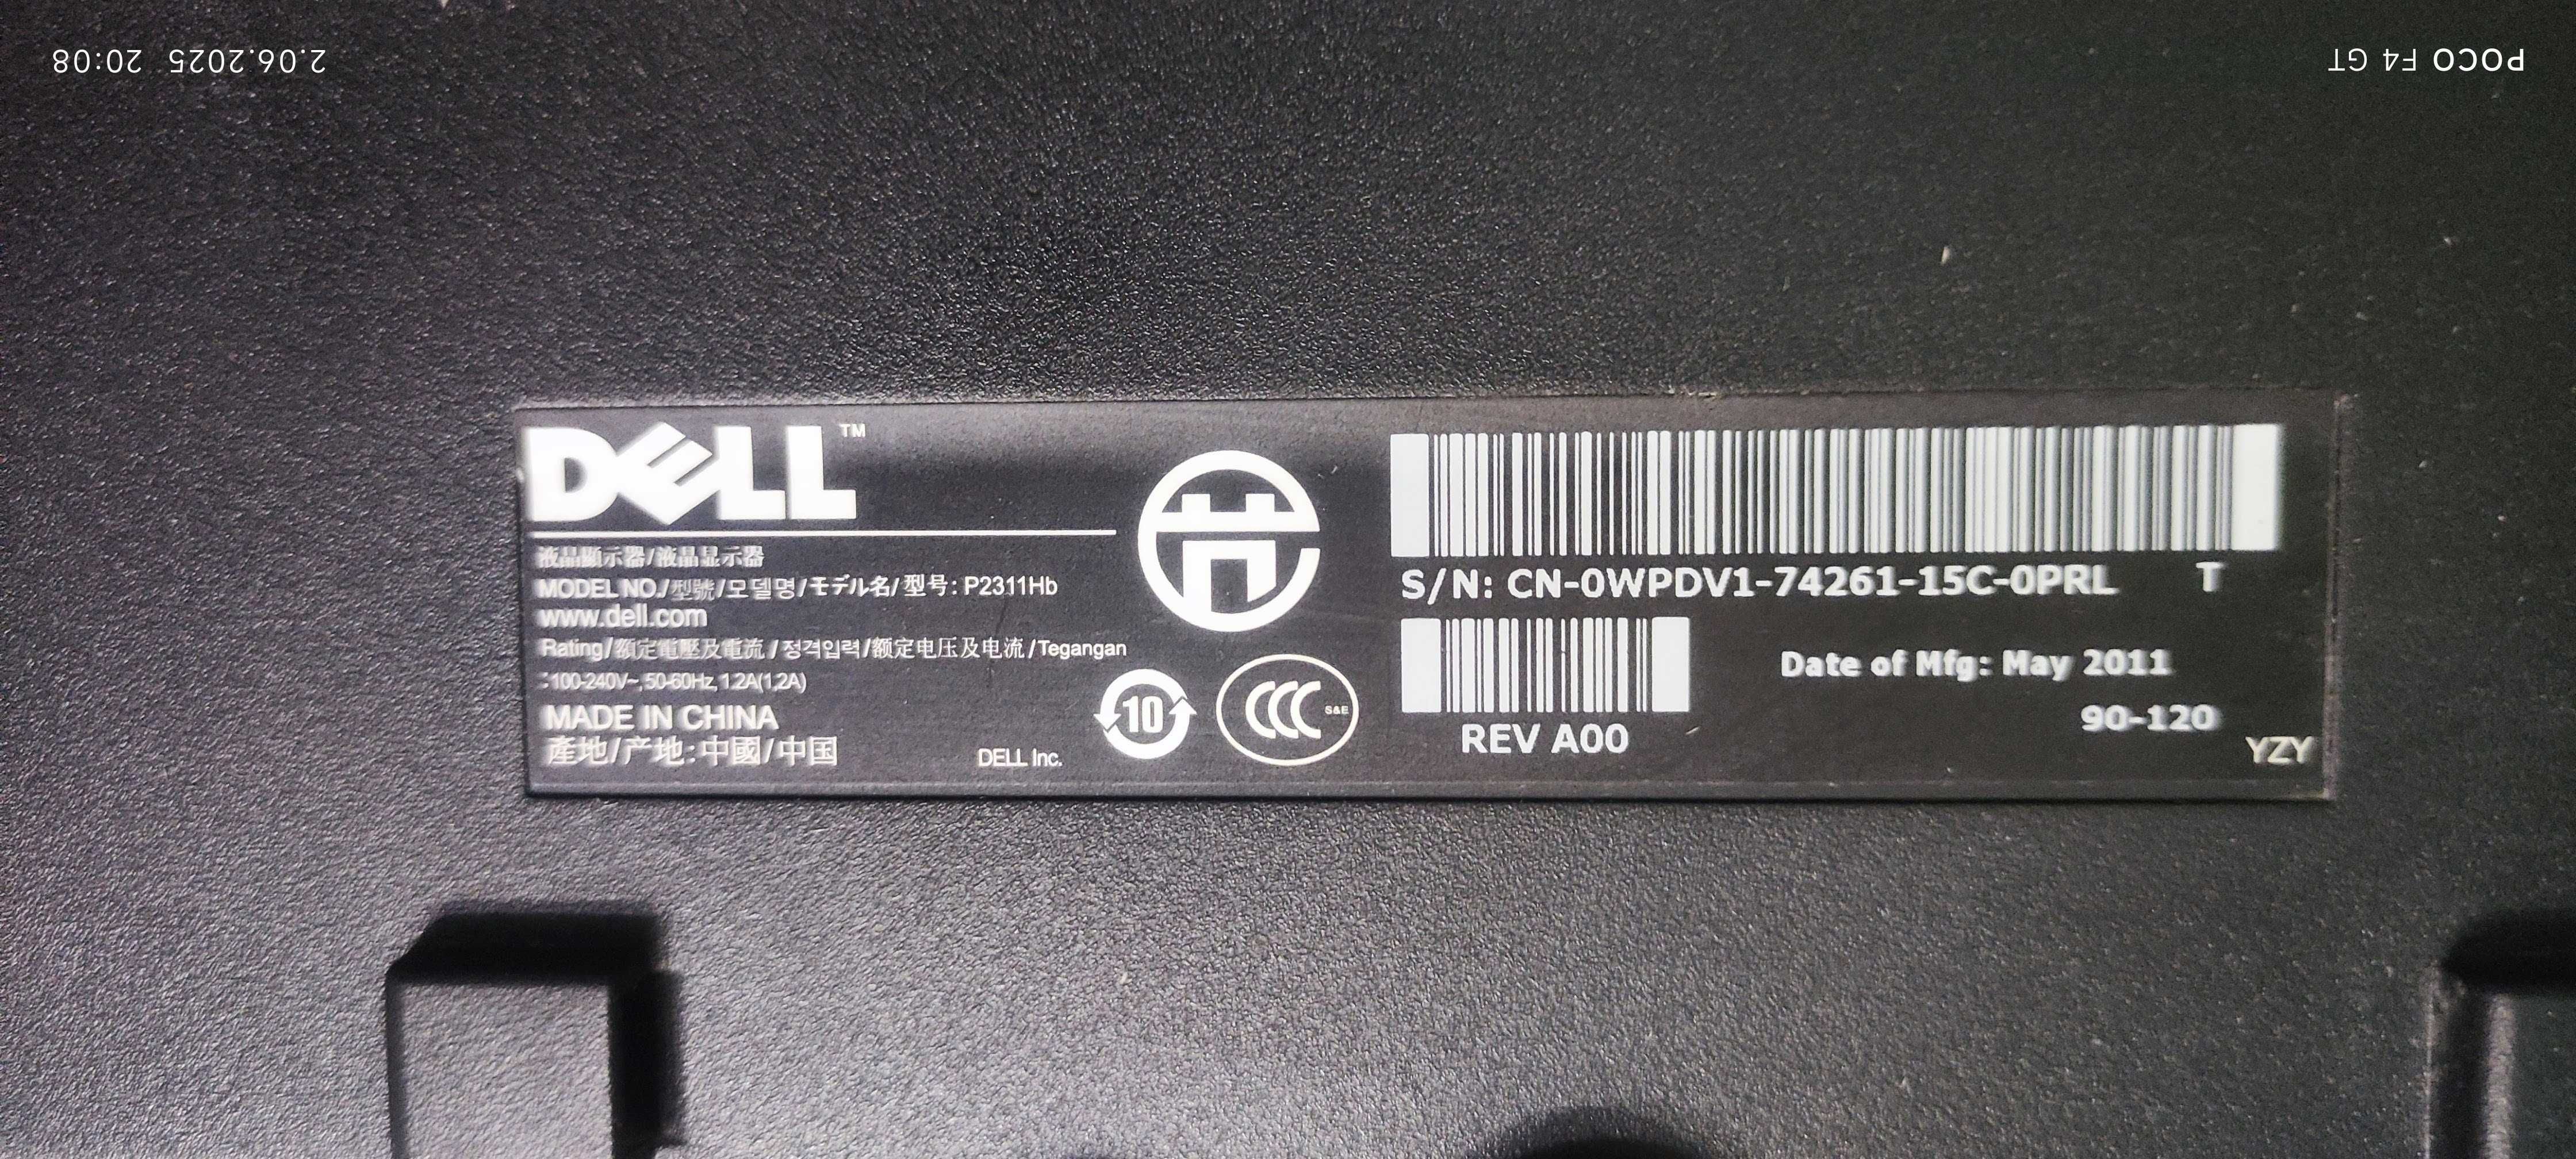 2.06.2025 20:08
POCO F4 GT
DELL™
液晶顯示器/液晶显示器
MODEL NO./型號/모델명/モデル名/型号: P2311Hb
www.dell.com
Rating/額定電壓及電流/정격입력/额定电压及电流/Tegangan
:100-240V~, 50-60Hz, 1.2A(1,2A)
MADE IN CHINA
產地/产地:中國/中国
DELL Inc.
10
CCC S&E
S/N: CN-0WPDV1-74261-15C-0PRL T
Date of Mfg: May 2011
REV A00
90-120
YZY